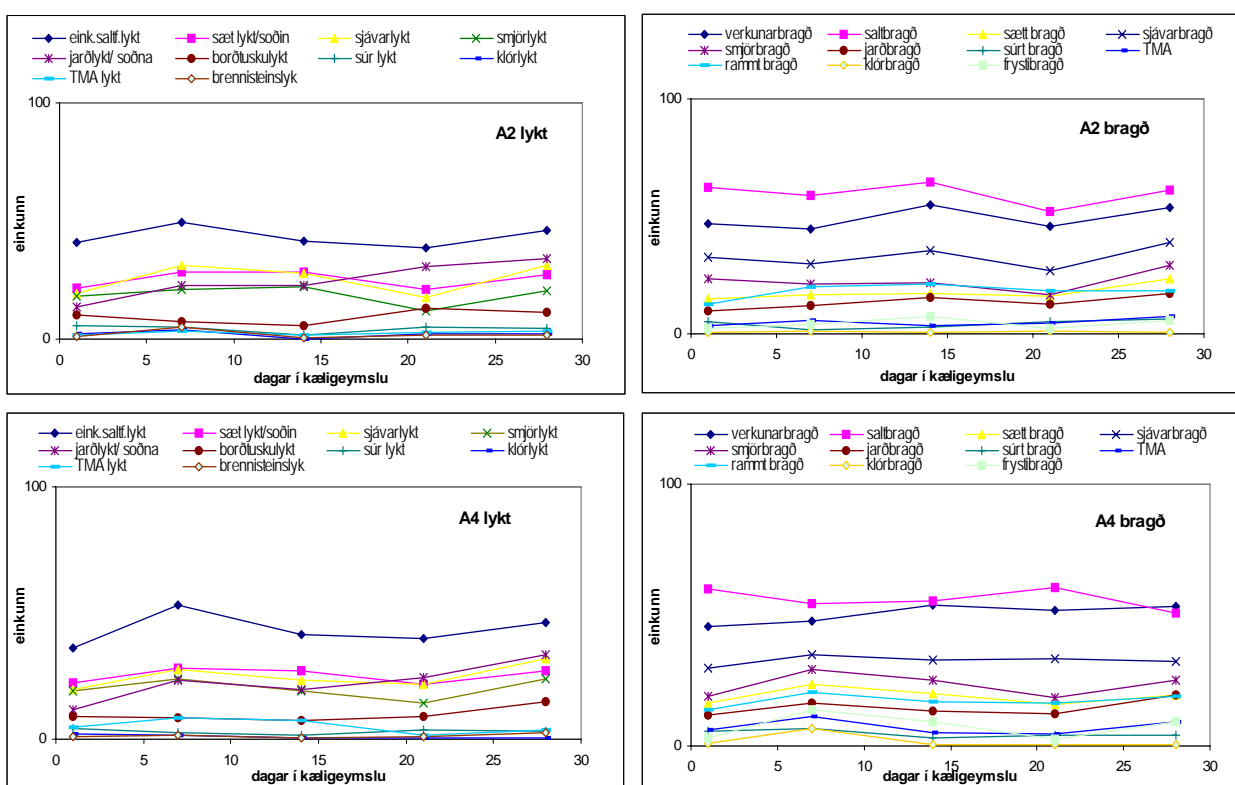 eink.saltf.lykt sæt lykt/soðin sjávarlykt smjörlykt
jarðlykt/ soðna borðtuskulykt súr lykt klórlykt
TMA lykt brennisteinslyk
100
A2 lykt
einkunn
0
0 5 10 15 20 25 30
dagar í kæligeymslu
verkunarbragð saltbragð sætt bragð sjávarbragð
smjörbragð jarðbragð súrt bragð TMA
rammt bragð klórbragð frystibragð
100
A2 bragð
einkunn
0
0 5 10 15 20 25 30
dagar í kæligeymslu
eink.saltf.lykt sæt lykt/soðin sjávarlykt smjörlykt
jarðlykt/ soðna borðtuskulykt súr lykt klórlykt
TMA lykt brennisteinslyk
100
A4 lykt
einkunn
0
0 5 10 15 20 25 30
dagar í kæligeymslu
verkunarbragð saltbragð sætt bragð sjávarbragð
smjörbragð jarðbragð súrt bragð TMA
rammt bragð klórbragð frystibragð
100
A4 bragð
einkunn
0
0 5 10 15 20 25 30
dagar í kæligeymslu